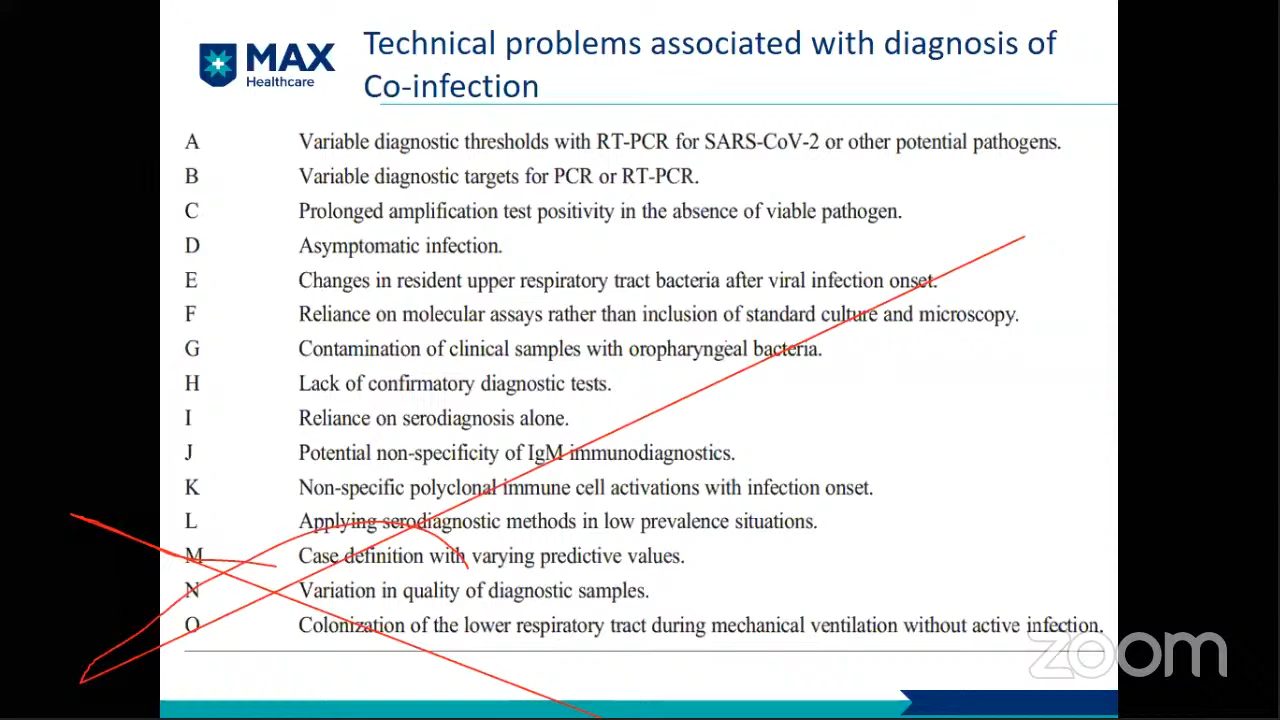 MAX
Healthcare
Technical problems associated with diagnosis of
Co-infection
A Variable diagnostic thresholds with RT-PCR for SARS-CoV-2 or other potential pathogens.
B Variable diagnostic targets for PCR or RT-PCR.
C Prolonged amplification test positivity in the absence of viable pathogen.
D Asymptomatic infection.
E Changes in resident upper respiratory tract bacteria after viral infection onset.
F Reliance on molecular assays rather than inclusion of standard culture and microscopy.
G Contamination of clinical samples with oropharyngeal bacteria.
H Lack of confirmatory diagnostic tests.
I Reliance on serodiagnosis alone.
J Potential non-specificity of IgM immunodiagnostics.
K Non-specific polyclonal immune cell activations with infection onset.
L Applying serodiagnostic methods in low prevalence situations.
M Case definition with varying predictive values.
N Variation in quality of diagnostic samples.
O Colonization of the lower respiratory tract during mechanical ventilation without active infection.
zoom